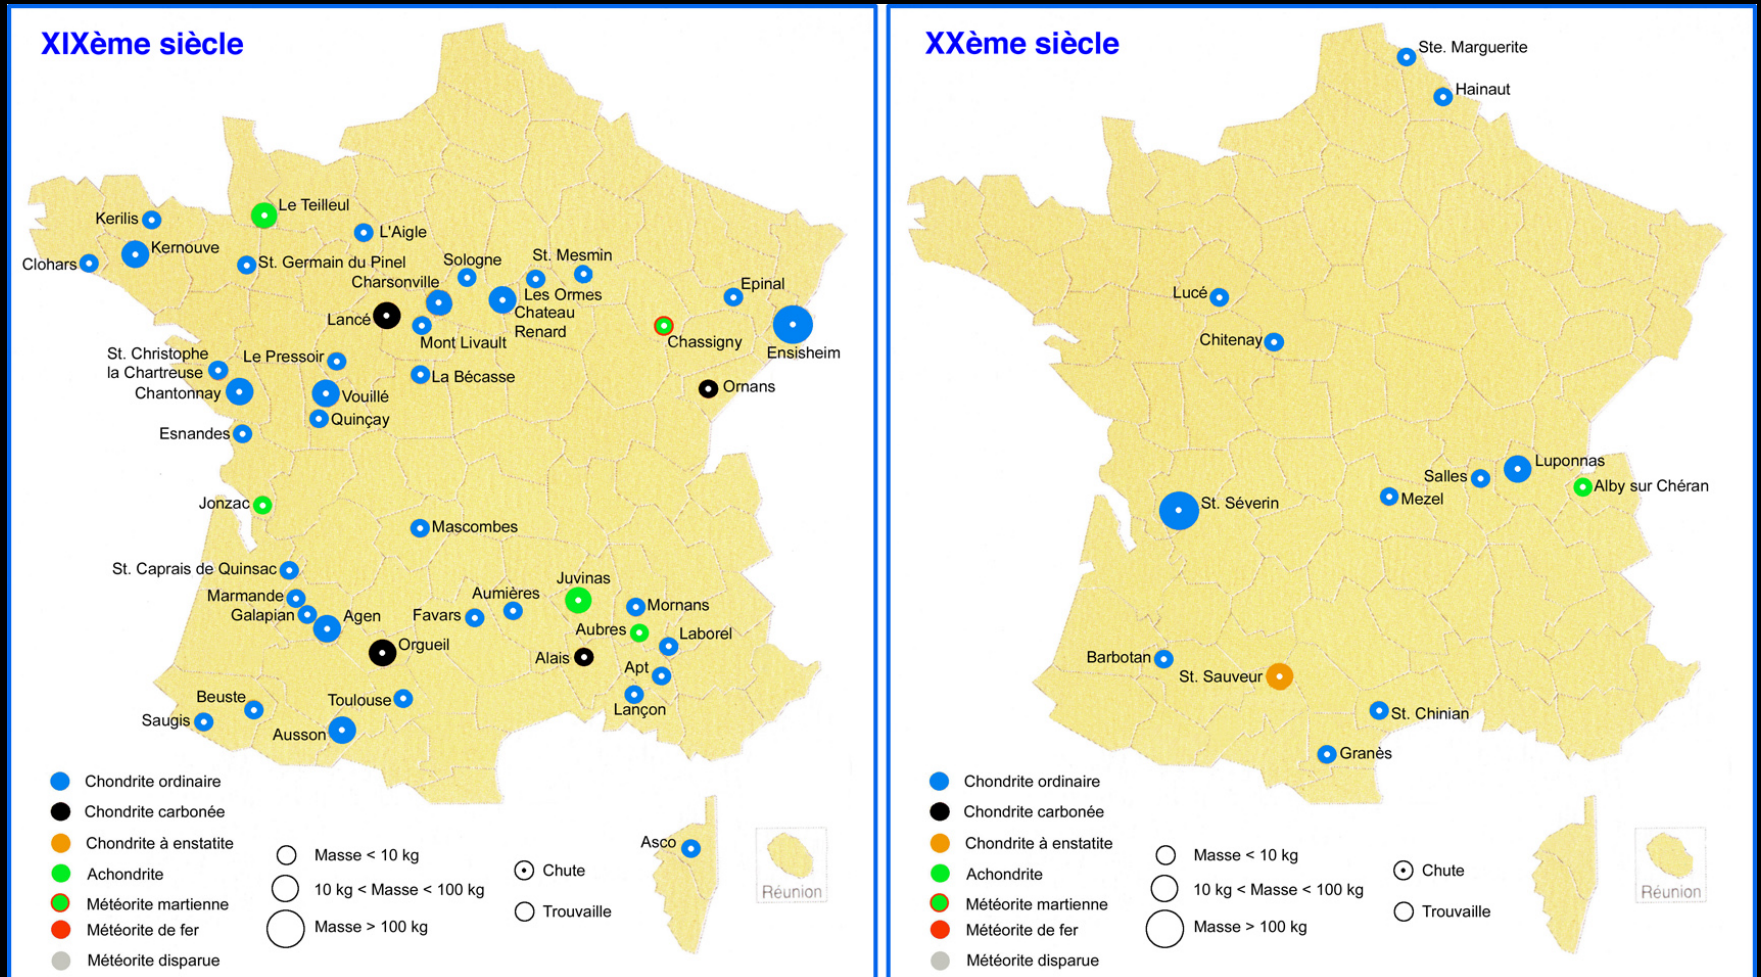 XIXème siècle
Le Teilleul
Kerilis
L'Aigle
Kernouve
Clohars
St. Germain du Pinel
Sologne
St. Mesmin
Charsonville
Epinal
Les Ormes
Lancé
Chateau
Renard
Mont Livault
Chassigny
Ensisheim
St. Christophe
la Chartreuse
Le Pressoir
La Bécasse
Ornans
Chantonnay
Vouillé
Quinçay
Esnandes
Jonzac
Mascombes
St. Caprais de Quinsac
Juvinas
Marmande
Aumières
Mornans
Galapian
Agen
Favars
Aubres
Laborel
Orgueil
Alais
Apt
Beuste
Toulouse
Lançon
Saugis
Ausson
Chondrite ordinaire
Chondrite carbonée
Chondrite à enstatite
Achondrite
Météorite martienne
Météorite de fer
Météorite disparue
Masse < 10 kg
10 kg < Masse < 100 kg
Masse > 100 kg
Chute
Trouvaille
Asco
Réunion
XXème siècle
Ste. Marguerite
Hainaut
Lucé
Chitenay
Luponnas
Salles
Alby sur Chéran
Mezel
St. Séverin
Barbotan
St. Sauveur
St. Chinian
Granès
Chondrite ordinaire
Chondrite carbonée
Chondrite à enstatite
Achondrite
Météorite martienne
Météorite de fer
Météorite disparue
Masse < 10 kg
10 kg < Masse < 100 kg
Masse > 100 kg
Chute
Trouvaille
Réunion